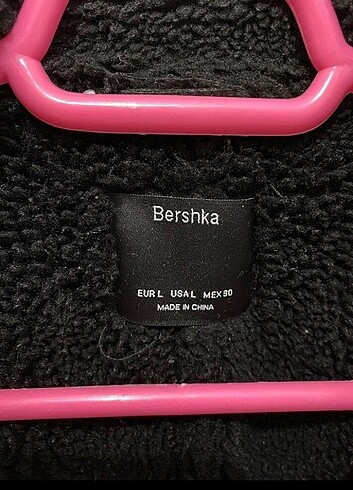 Bershka
EUR L USA L MEX 30
MADE IN CHINA